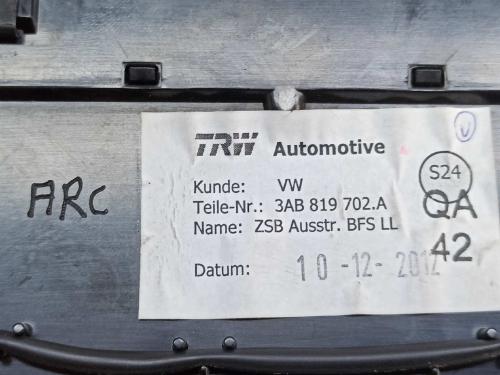 TRW Automotive
S24
Kunde: VW
Teile-Nr.: 3AB 819 702.A
QA
Name: ZSB Ausstr. BFS LL
42
Datum: 10-12-2012
ARC